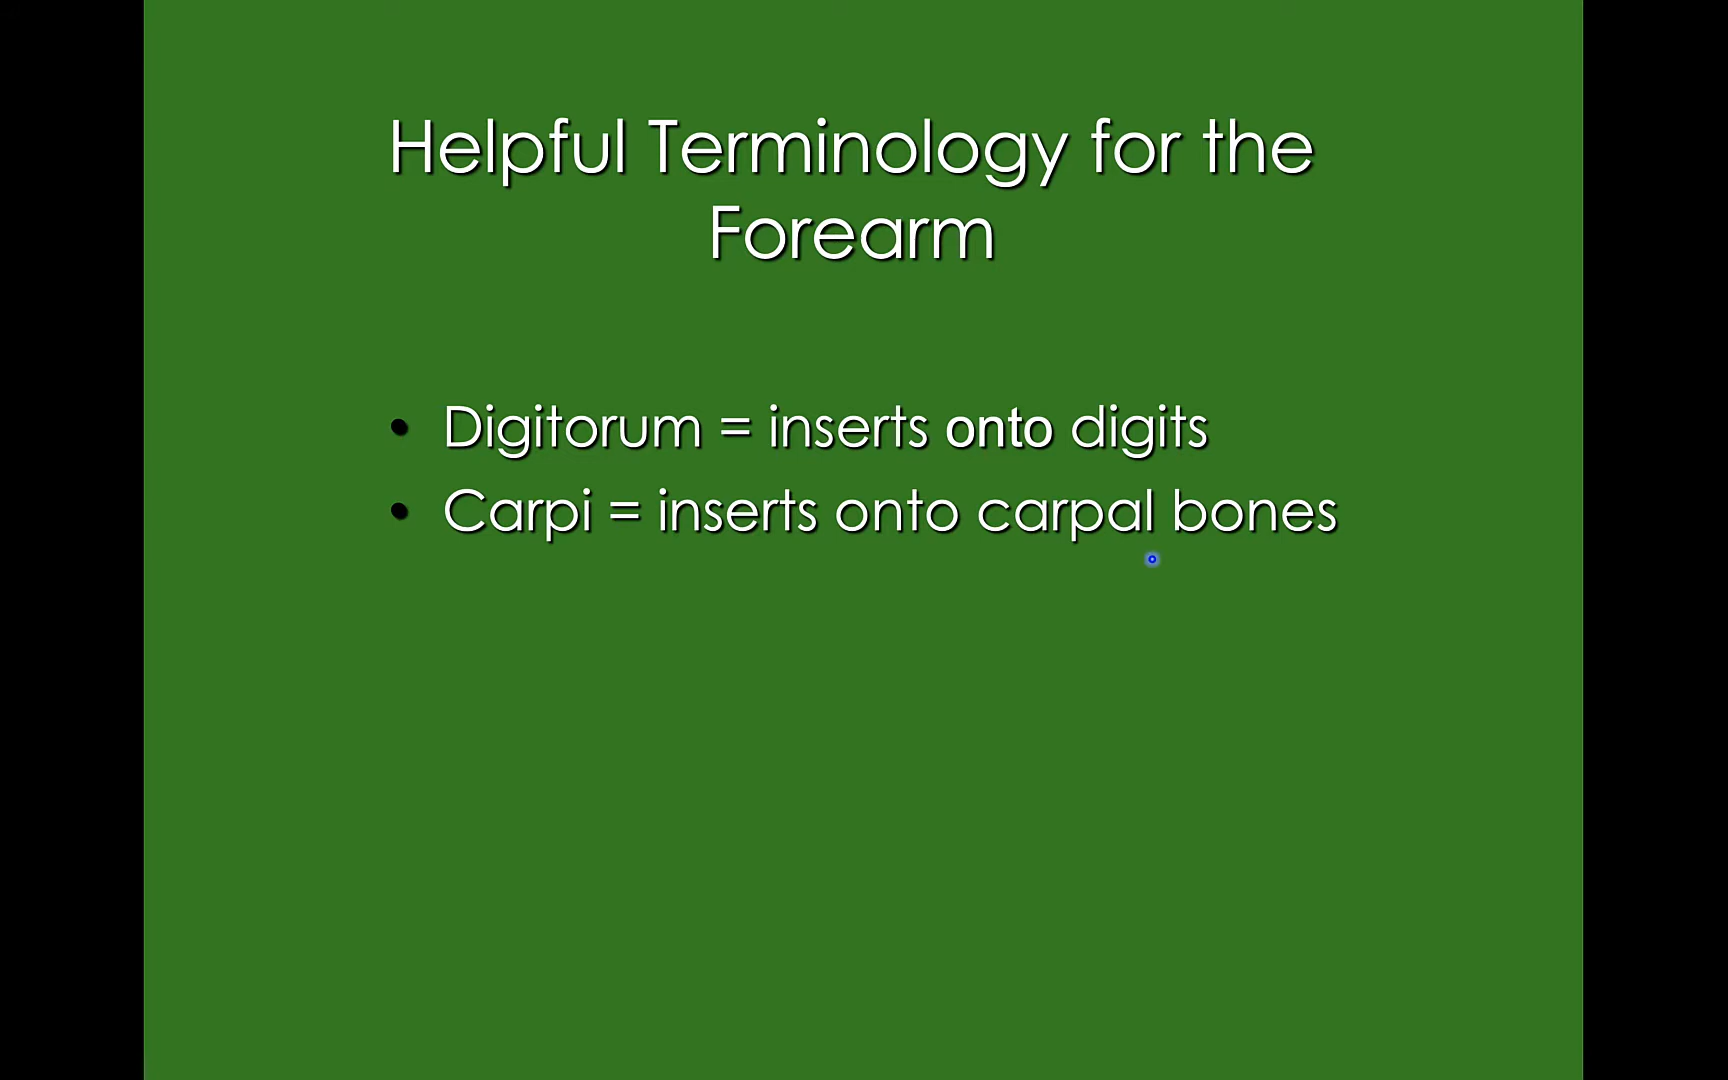 Helpful Terminology for the
Forearm
• Digitorum = inserts onto digits
• Carpi = inserts onto carpal bones